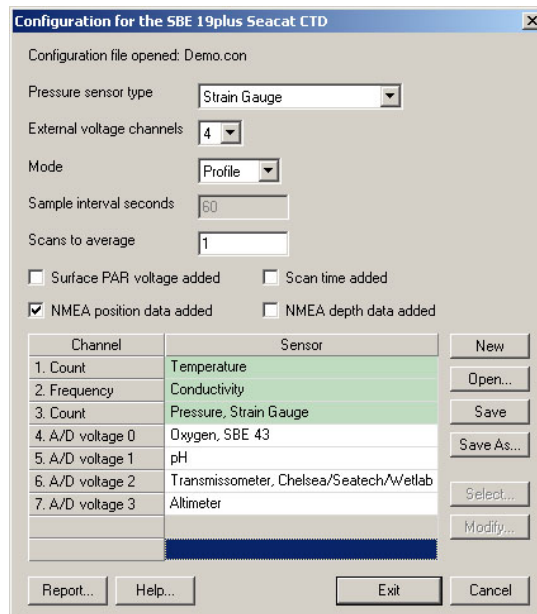 Configuration for the SBE 19plus Seacat CTD
Configuration file opened: Demo.con
Pressure sensor type Strain Gauge
External voltage channels 4
Mode Profile
Sample interval seconds 60
Scans to average 1
Surface PAR voltage added Scan time added
NMEA position data added NMEA depth data added
Channel Sensor New
1. Count Temperature
2. Frequency Conductivity Open...
3. Count Pressure, Strain Gauge Save
4. A/D voltage 0 Oxygen, SBE 43
5. A/D voltage 1 pH Save As...
6. A/D voltage 2 Transmissometer, Chelsea/Seatech/Wetlab
7. A/D voltage 3 Altimeter Select...
Modify...
Report... Help... Exit Cancel